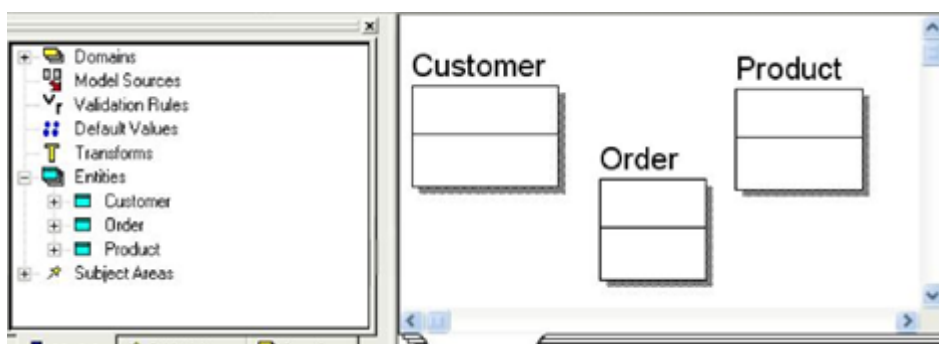 Domains
Model Sources
Validation Rules
Default Values
Transforms
Entities
Customer
Order
Product
Subject Areas
Customer
Product
Order